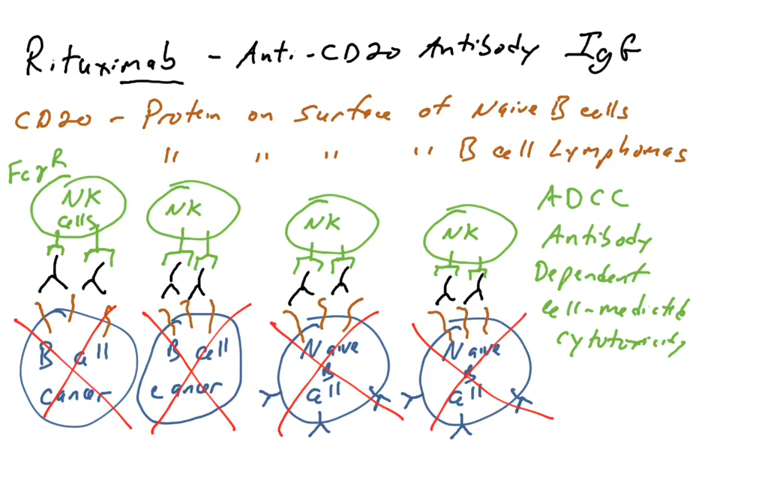 Rituximab - Anti-CD20 Antibody IgG
CD20 - Protein on Surface of Naive B cells
" " " " B cell Lymphomas
FcγR
NK
cells
NK
NK
NK
ADCC
Antibody
Dependent
cell-mediated
cytotoxicity
B cell
cancer
B cell
cancer
Naive
B
cell
Naive
B
cell